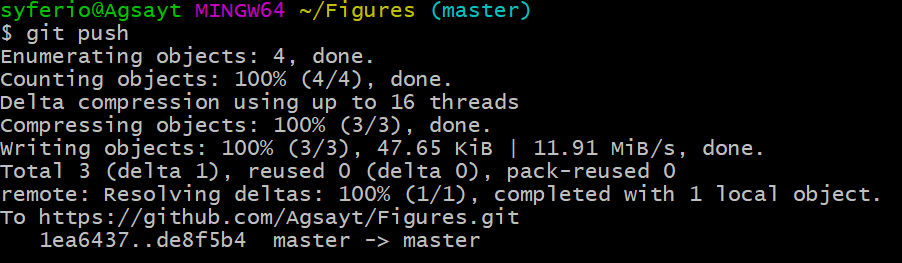 syferio@Agsayt MINGW64 ~/Figures (master)
$ git push
Enumerating objects: 4, done.
Counting objects: 100% (4/4), done.
Delta compression using up to 16 threads
Compressing objects: 100% (3/3), done.
Writing objects: 100% (3/3), 47.65 KiB | 11.91 MiB/s, done.
Total 3 (delta 1), reused 0 (delta 0), pack-reused 0
remote: Resolving deltas: 100% (1/1), completed with 1 local object.
To https://github.com/Agsayt/Figures.git
   1ea6437..de8f5b4  master -> master